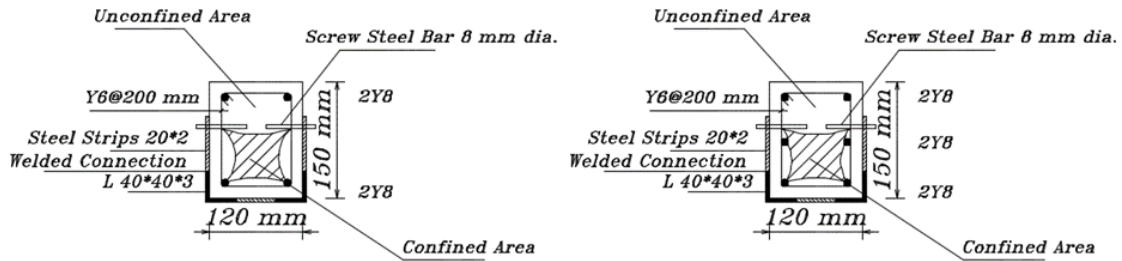 Unconfined Area
Screw Steel Bar 8 mm dia.
Y6@200 mm
2Y8
Steel Strips 20*2
Welded Connection
L 40*40*3
150 mm
2Y8
120 mm
Confined Area
Unconfined Area
Screw Steel Bar 8 mm dia.
Y6@200 mm
2Y8
Steel Strips 20*2
2Y8
Welded Connection
L 40*40*3
150 mm
2Y8
120 mm
Confined Area